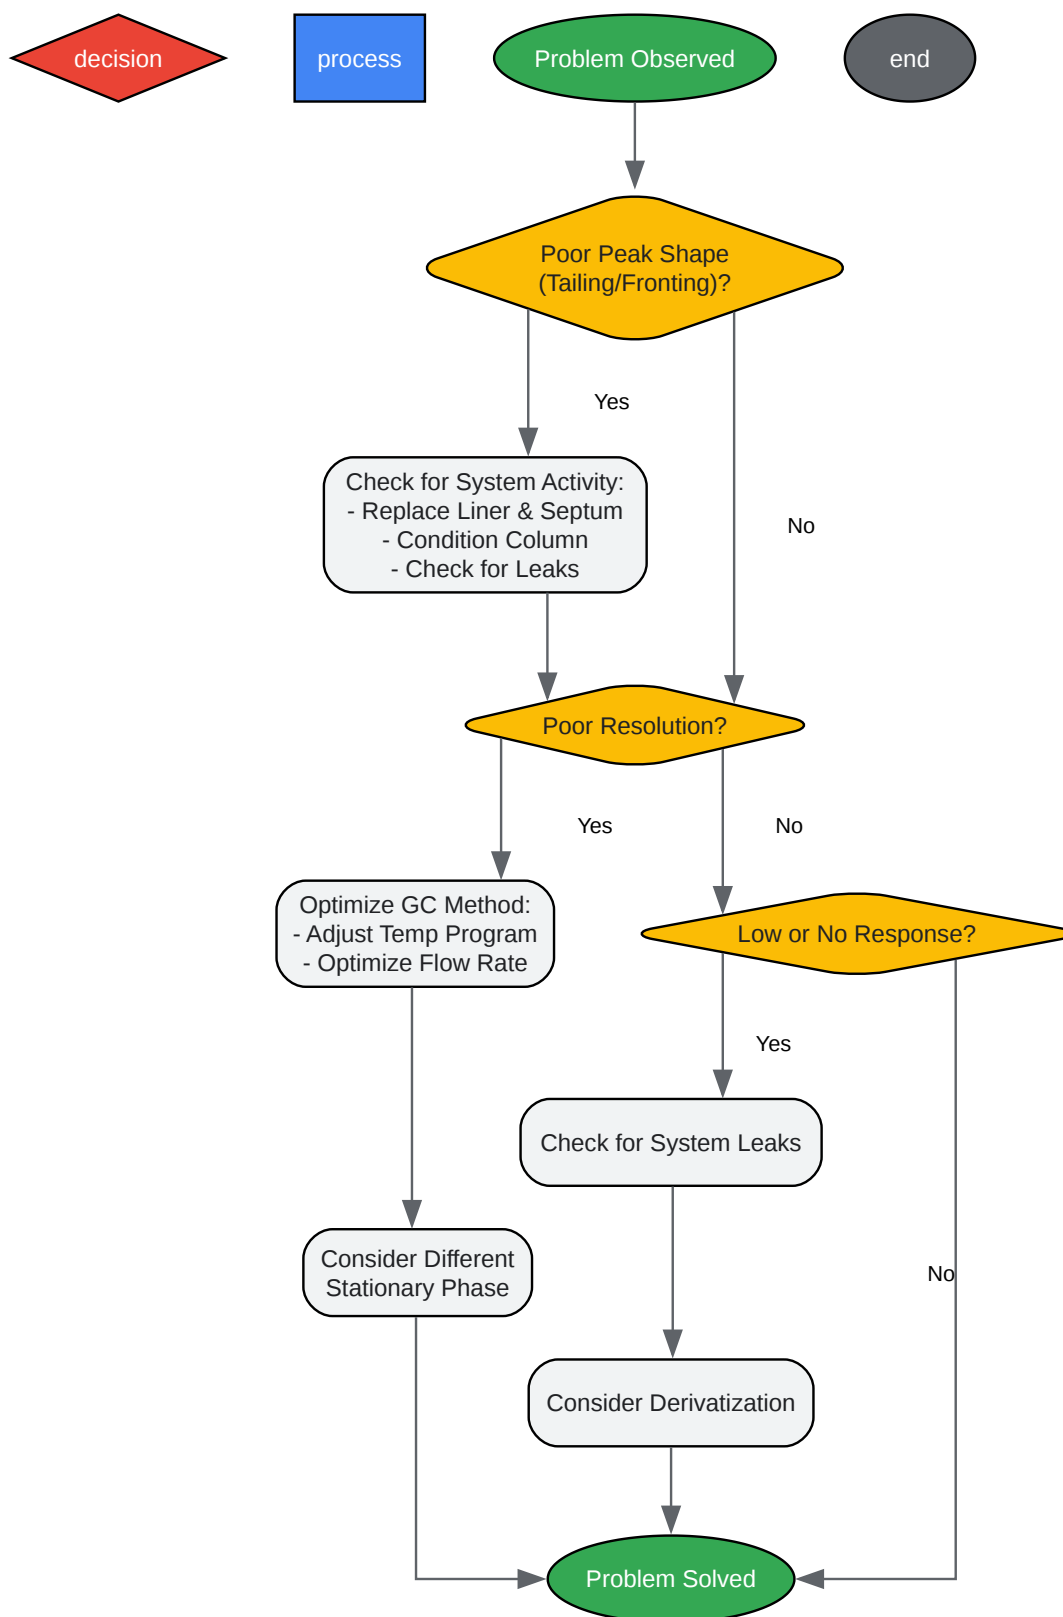 decision
process
Problem Observed
end
Poor Peak Shape
(Tailing/Fronting)?
Yes
Check for System Activity:
- Replace Liner & Septum
- Condition Column
- Check for Leaks
No
Poor Resolution?
Yes
No
Optimize GC Method:
- Adjust Temp Program
- Optimize Flow Rate
Low or No Response?
Yes
Check for System Leaks
Consider Different
Stationary Phase
No
Consider Derivatization
Problem Solved